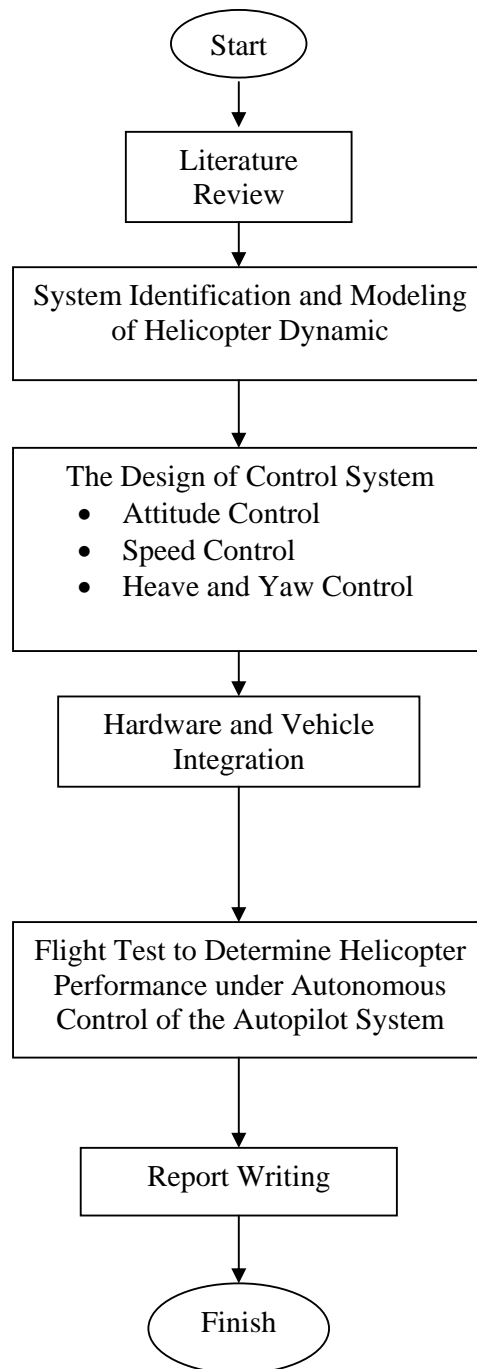 Start
Literature
Review
System Identification and Modeling
of Helicopter Dynamic
The Design of Control System
• Attitude Control
• Speed Control
• Heave and Yaw Control
Hardware and Vehicle
Integration
Flight Test to Determine Helicopter
Performance under Autonomous
Control of the Autopilot System
Report Writing
Finish